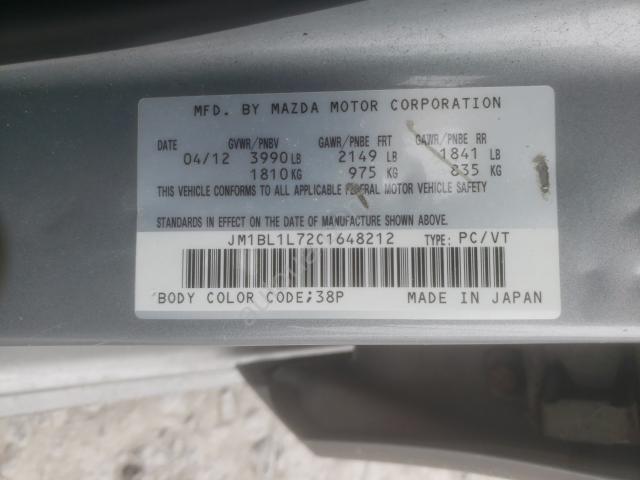 MFD. BY MAZDA MOTOR CORPORATION
DATE GVWR/PNBV GAWR/PNBE FRT GAWR/PNBE RR
04/12 3990 LB 2149 LB 1841 LB
1810 KG 975 KG 835 KG
THIS VEHICLE CONFORMS TO ALL APPLICABLE FEDERAL MOTOR VEHICLE SAFETY
STANDARDS IN EFFECT ON THE DATE OF MANUFACTURE SHOWN ABOVE.
JM1BL1L72C1648212 TYPE: PC/VT
BODY COLOR CODE;38P MADE IN JAPAN